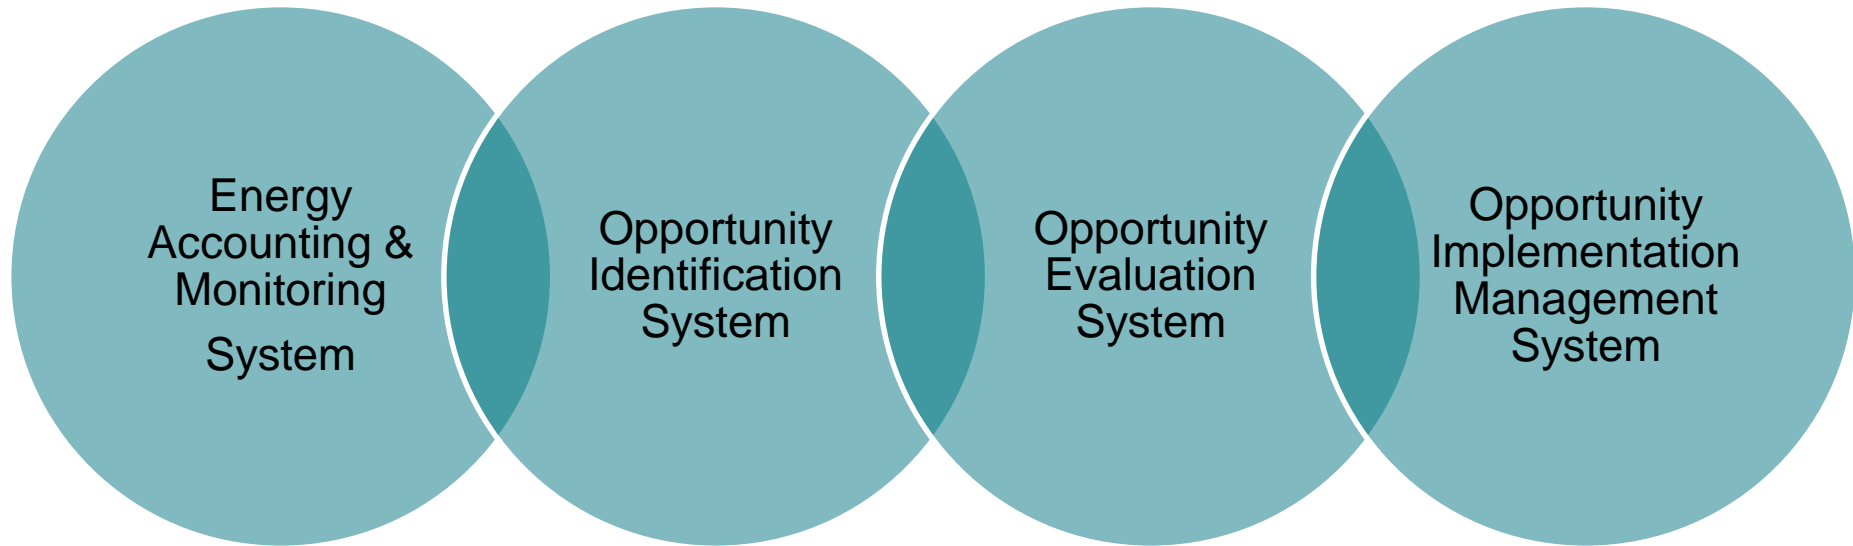 Energy
Accounting &
Monitoring
System
Opportunity
Identification
System
Opportunity
Evaluation
System
Opportunity
Implementation
Management
System